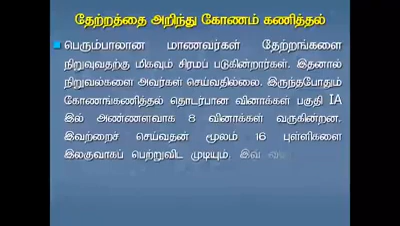 தேற்றத்தை அறிந்து கோணம் கணித்தல்
பெரும்பாலான மாணவர்கள் தேற்றங்களை
நிறுவுவதற்கு மிகவும் சிரமப் படுகின்றார்கள். இதனால்
நிறுவல்களை அவர்கள் செய்வதில்லை. இருந்தபோதும்
கோணங்கணித்தல் தொடர்பான வினாக்கள் பகுதி IA
இல் அண்ணளவாக 8 வினாக்கள் வருகின்றன.
இவற்றைச் செய்வதன் மூலம் 16 புள்ளிகளை
இலகுவாகப் பெற்றுவிட முடியும். இவ்